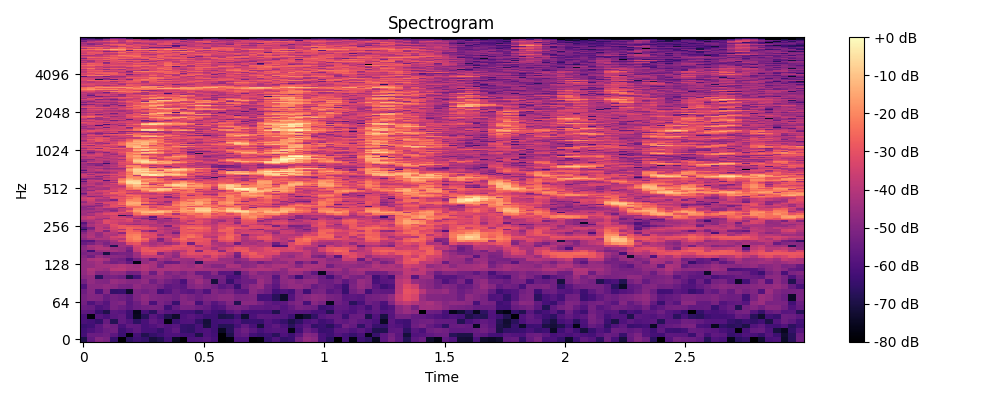 Spectrogram
Hz
4096
2048
1024
512
256
128
64
0
0
0.5
1
1.5
2
2.5
Time
+0 dB
-10 dB
-20 dB
-30 dB
-40 dB
-50 dB
-60 dB
-70 dB
-80 dB